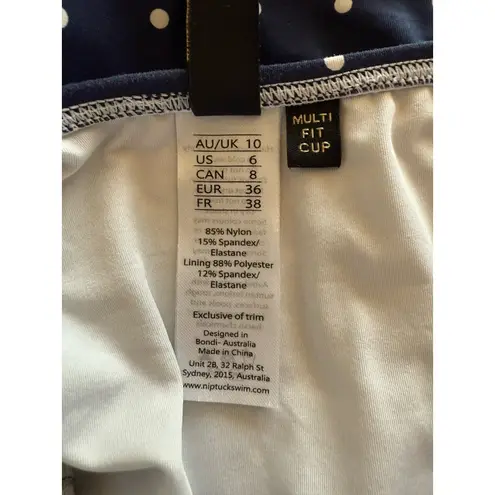 AU/UK 10
US 6
CAN 8
EUR 36
FR 38
85% Nylon
15% Spandex/
Elastane
Lining 88% Polyester
12% Spandex/
Elastane
Exclusive of trim
Designed in
Bondi- Australia
Made in China
Unit 2B, 32 Ralph St
Sydney, 2015, Australia
www.niptuckswim.com
MULTI
FIT
CUP